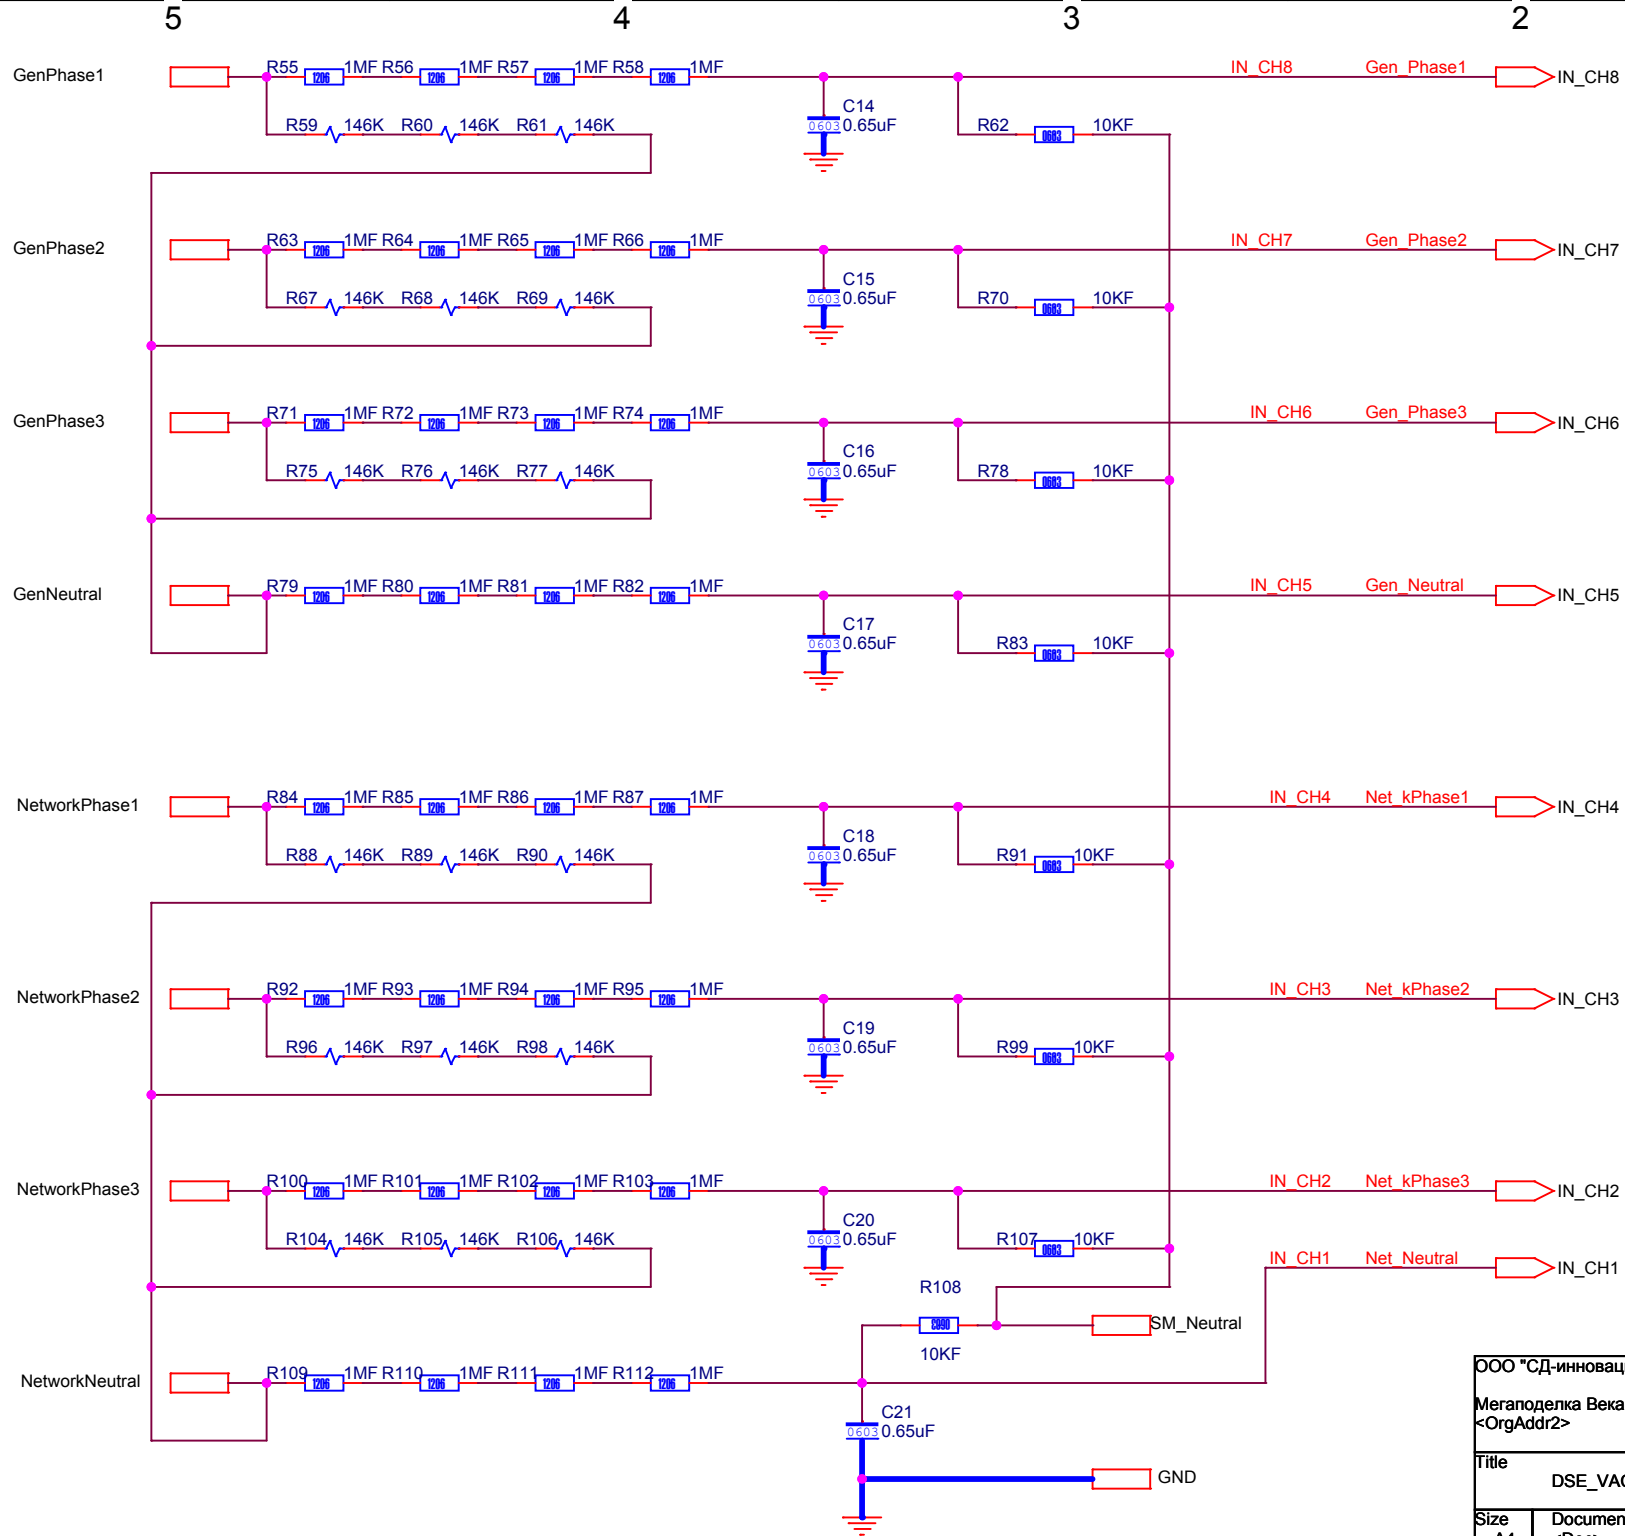 5 4 3 2
GenPhase1 R55 1206 1MF R56 1206 1MF R57 1206 1MF R58 1206 1MF IN_CH8 Gen_Phase1 IN_CH8
R59 146K R60 146K R61 146K C14 0603 0.65uF R62 0603 10KF
GenPhase2 R63 1206 1MF R64 1206 1MF R65 1206 1MF R66 1206 1MF IN_CH7 Gen_Phase2 IN_CH7
R67 146K R68 146K R69 146K C15 0603 0.65uF R70 0603 10KF
GenPhase3 R71 1206 1MF R72 1206 1MF R73 1206 1MF R74 1206 1MF IN_CH6 Gen_Phase3 IN_CH6
R75 146K R76 146K R77 146K C16 0603 0.65uF R78 0603 10KF
GenNeutral R79 1206 1MF R80 1206 1MF R81 1206 1MF R82 1206 1MF IN_CH5 Gen_Neutral IN_CH5
C17 0603 0.65uF R83 0603 10KF
NetworkPhase1 R84 1206 1MF R85 1206 1MF R86 1206 1MF R87 1206 1MF IN_CH4 Net_kPhase1 IN_CH4
R88 146K R89 146K R90 146K C18 0603 0.65uF R91 0603 10KF
NetworkPhase2 R92 1206 1MF R93 1206 1MF R94 1206 1MF R95 1206 1MF IN_CH3 Net_kPhase2 IN_CH3
R96 146K R97 146K R98 146K C19 0603 0.65uF R99 0603 10KF
NetworkPhase3 R100 1206 1MF R101 1206 1MF R102 1206 1MF R103 1206 1MF IN_CH2 Net_kPhase3 IN_CH2
R104 146K R105 146K R106 146K C20 0603 0.65uF R107 0603 10KF
IN_CH1 Net_Neutral IN_CH1
R108 10KF SM_Neutral
NetworkNeutral R109 1206 1MF R110 1206 1MF R111 1206 1MF R112 1206 1MF
C21 0603 0.65uF
GND
ООО "СД-инновац
Мегаподелка Века
<OrgAddr2>
Title
DSE_VA
Size Documen